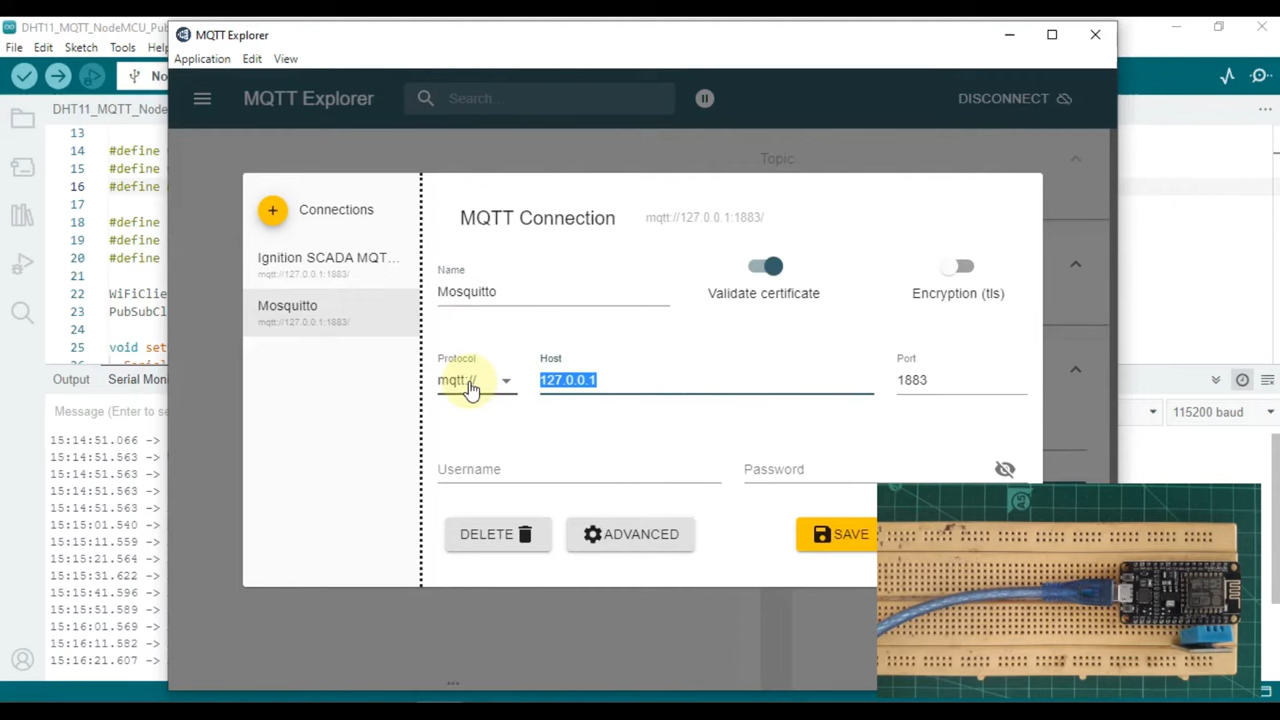 DHT11_MQTT_NodeMCU_Pu
MQTT Explorer
File Edit Sketch Tools
Application Edit View
MQTT Explorer
Search...
DISCONNECT
DHT11_MQTT_Node
13
14 #define
15 #define
16 #define
17
18 #define
19 #define
20 #define
21
22 WiFiClie
23 PubSubCl
24
25 void set
Topic
Connections
Ignition SCADA MQT...
mqtt://127.0.0.1:1883/
Mosquitto
mqtt://127.0.0.1:1883/
MQTT Connection mqtt://127.0.0.1:1883/
Name
Mosquitto
Validate certificate
Encryption (tls)
Protocol
mqtt://
Host
127.0.0.1
Port
1883
Username
Password
DELETE
ADVANCED
SAVE
Output Serial Moni
Message (Enter to se
115200 baud
15:14:51.066 ->
15:14:51.563 ->
15:14:51.563 ->
15:14:51.563 ->
15:14:51.563 ->
15:15:01.540 ->
15:15:11.559 ->
15:15:21.564 ->
15:15:31.622 ->
15:15:41.596 ->
15:15:51.589 ->
15:16:01.569 ->
15:16:11.582 ->
15:16:21.607 ->